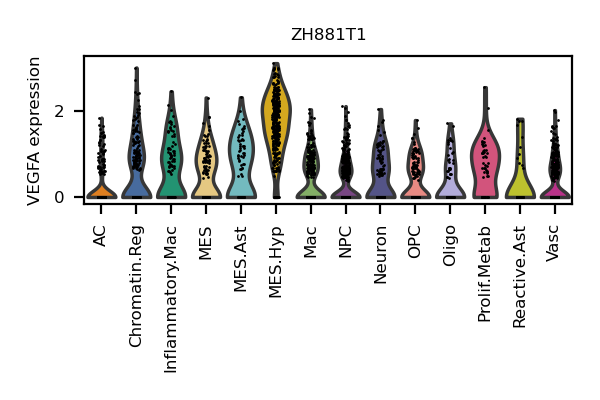 ZH881T1
VEGFA expression
2
0
AC
Chromatin.Reg
Inflammatory.Mac
MES
MES.Ast
MES.Hyp
Mac
NPC
Neuron
OPC
Oligo
Prolif.Metab
Reactive.Ast
Vasc